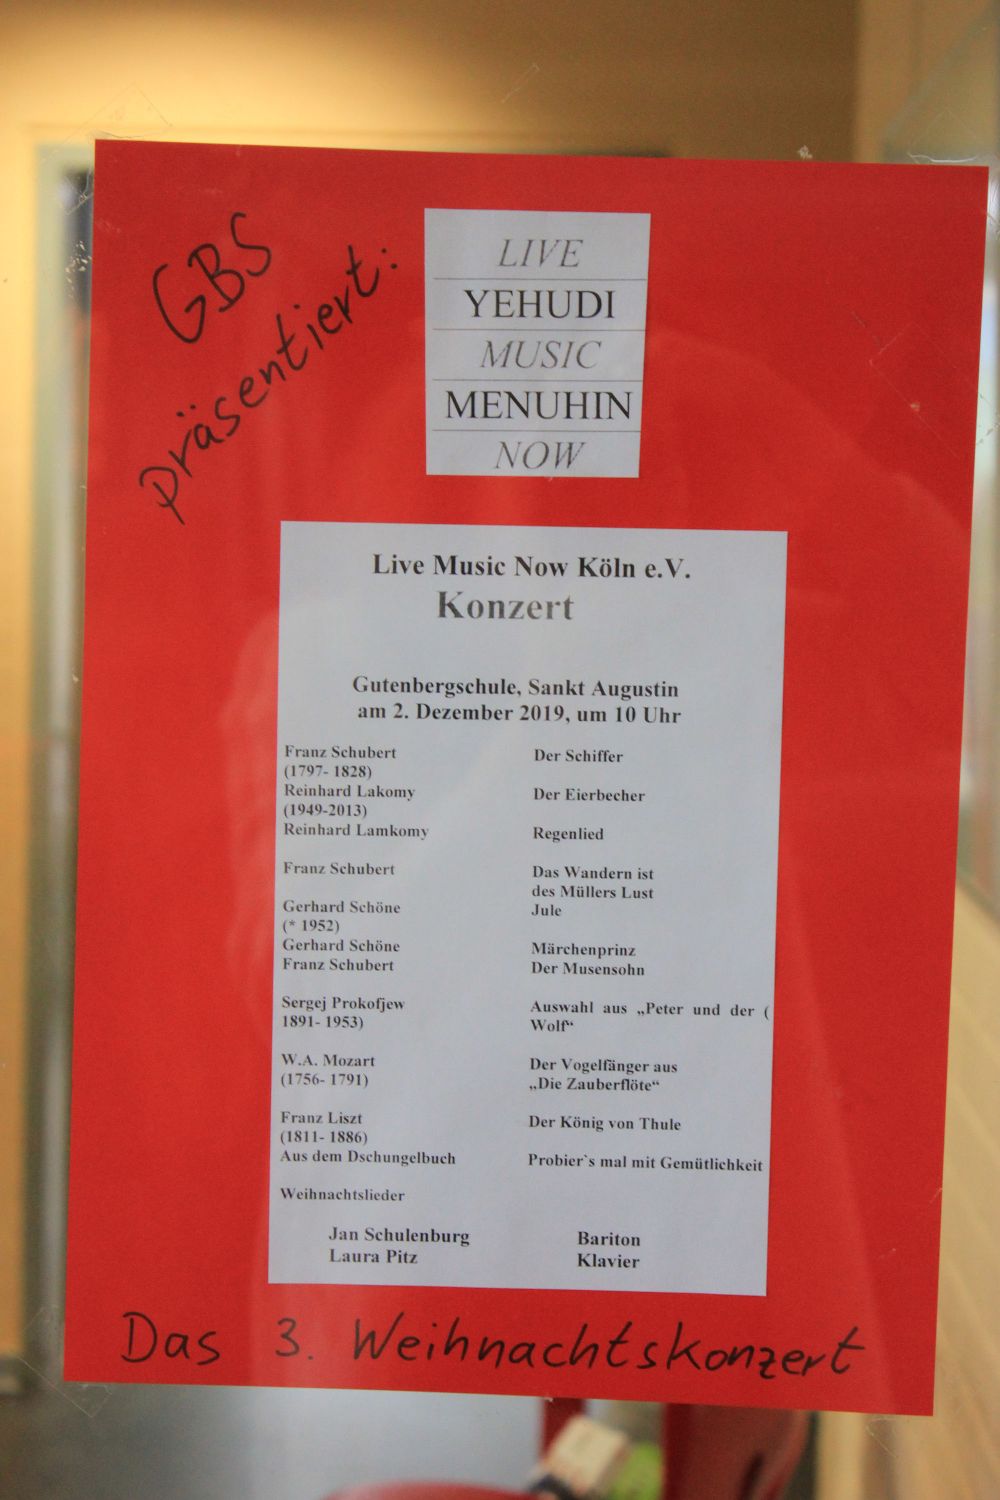 GBS
präsentiert:
LIVE
YEHUDI
MUSIC
MENUHIN
NOW
Live Music Now Köln e.V.
Konzert
Gutenbergschule, Sankt Augustin
am 2. Dezember 2019, um 10 Uhr
Franz Schubert Der Schiffer
(1797- 1828)
Reinhard Lakomy Der Eierbecher
(1949-2013)
Reinhard Lamkomy Regenlied
Franz Schubert Das Wandern ist
des Müllers Lust
Gerhard Schöne Jule
(* 1952)
Gerhard Schöne Märchenprinz
Franz Schubert Der Musensohn
Sergej Prokofjew Auswahl aus „Peter und der (
1891- 1953) Wolf“
W.A. Mozart Der Vogelfänger aus
(1756- 1791) „Die Zauberflöte“
Franz Liszt Der König von Thule
(1811- 1886)
Aus dem Dschungelbuch Probier`s mal mit Gemütlichkeit
Weihnachtslieder
Jan Schulenburg Bariton
Laura Pitz Klavier
Das 3. Weihnachtskonzert